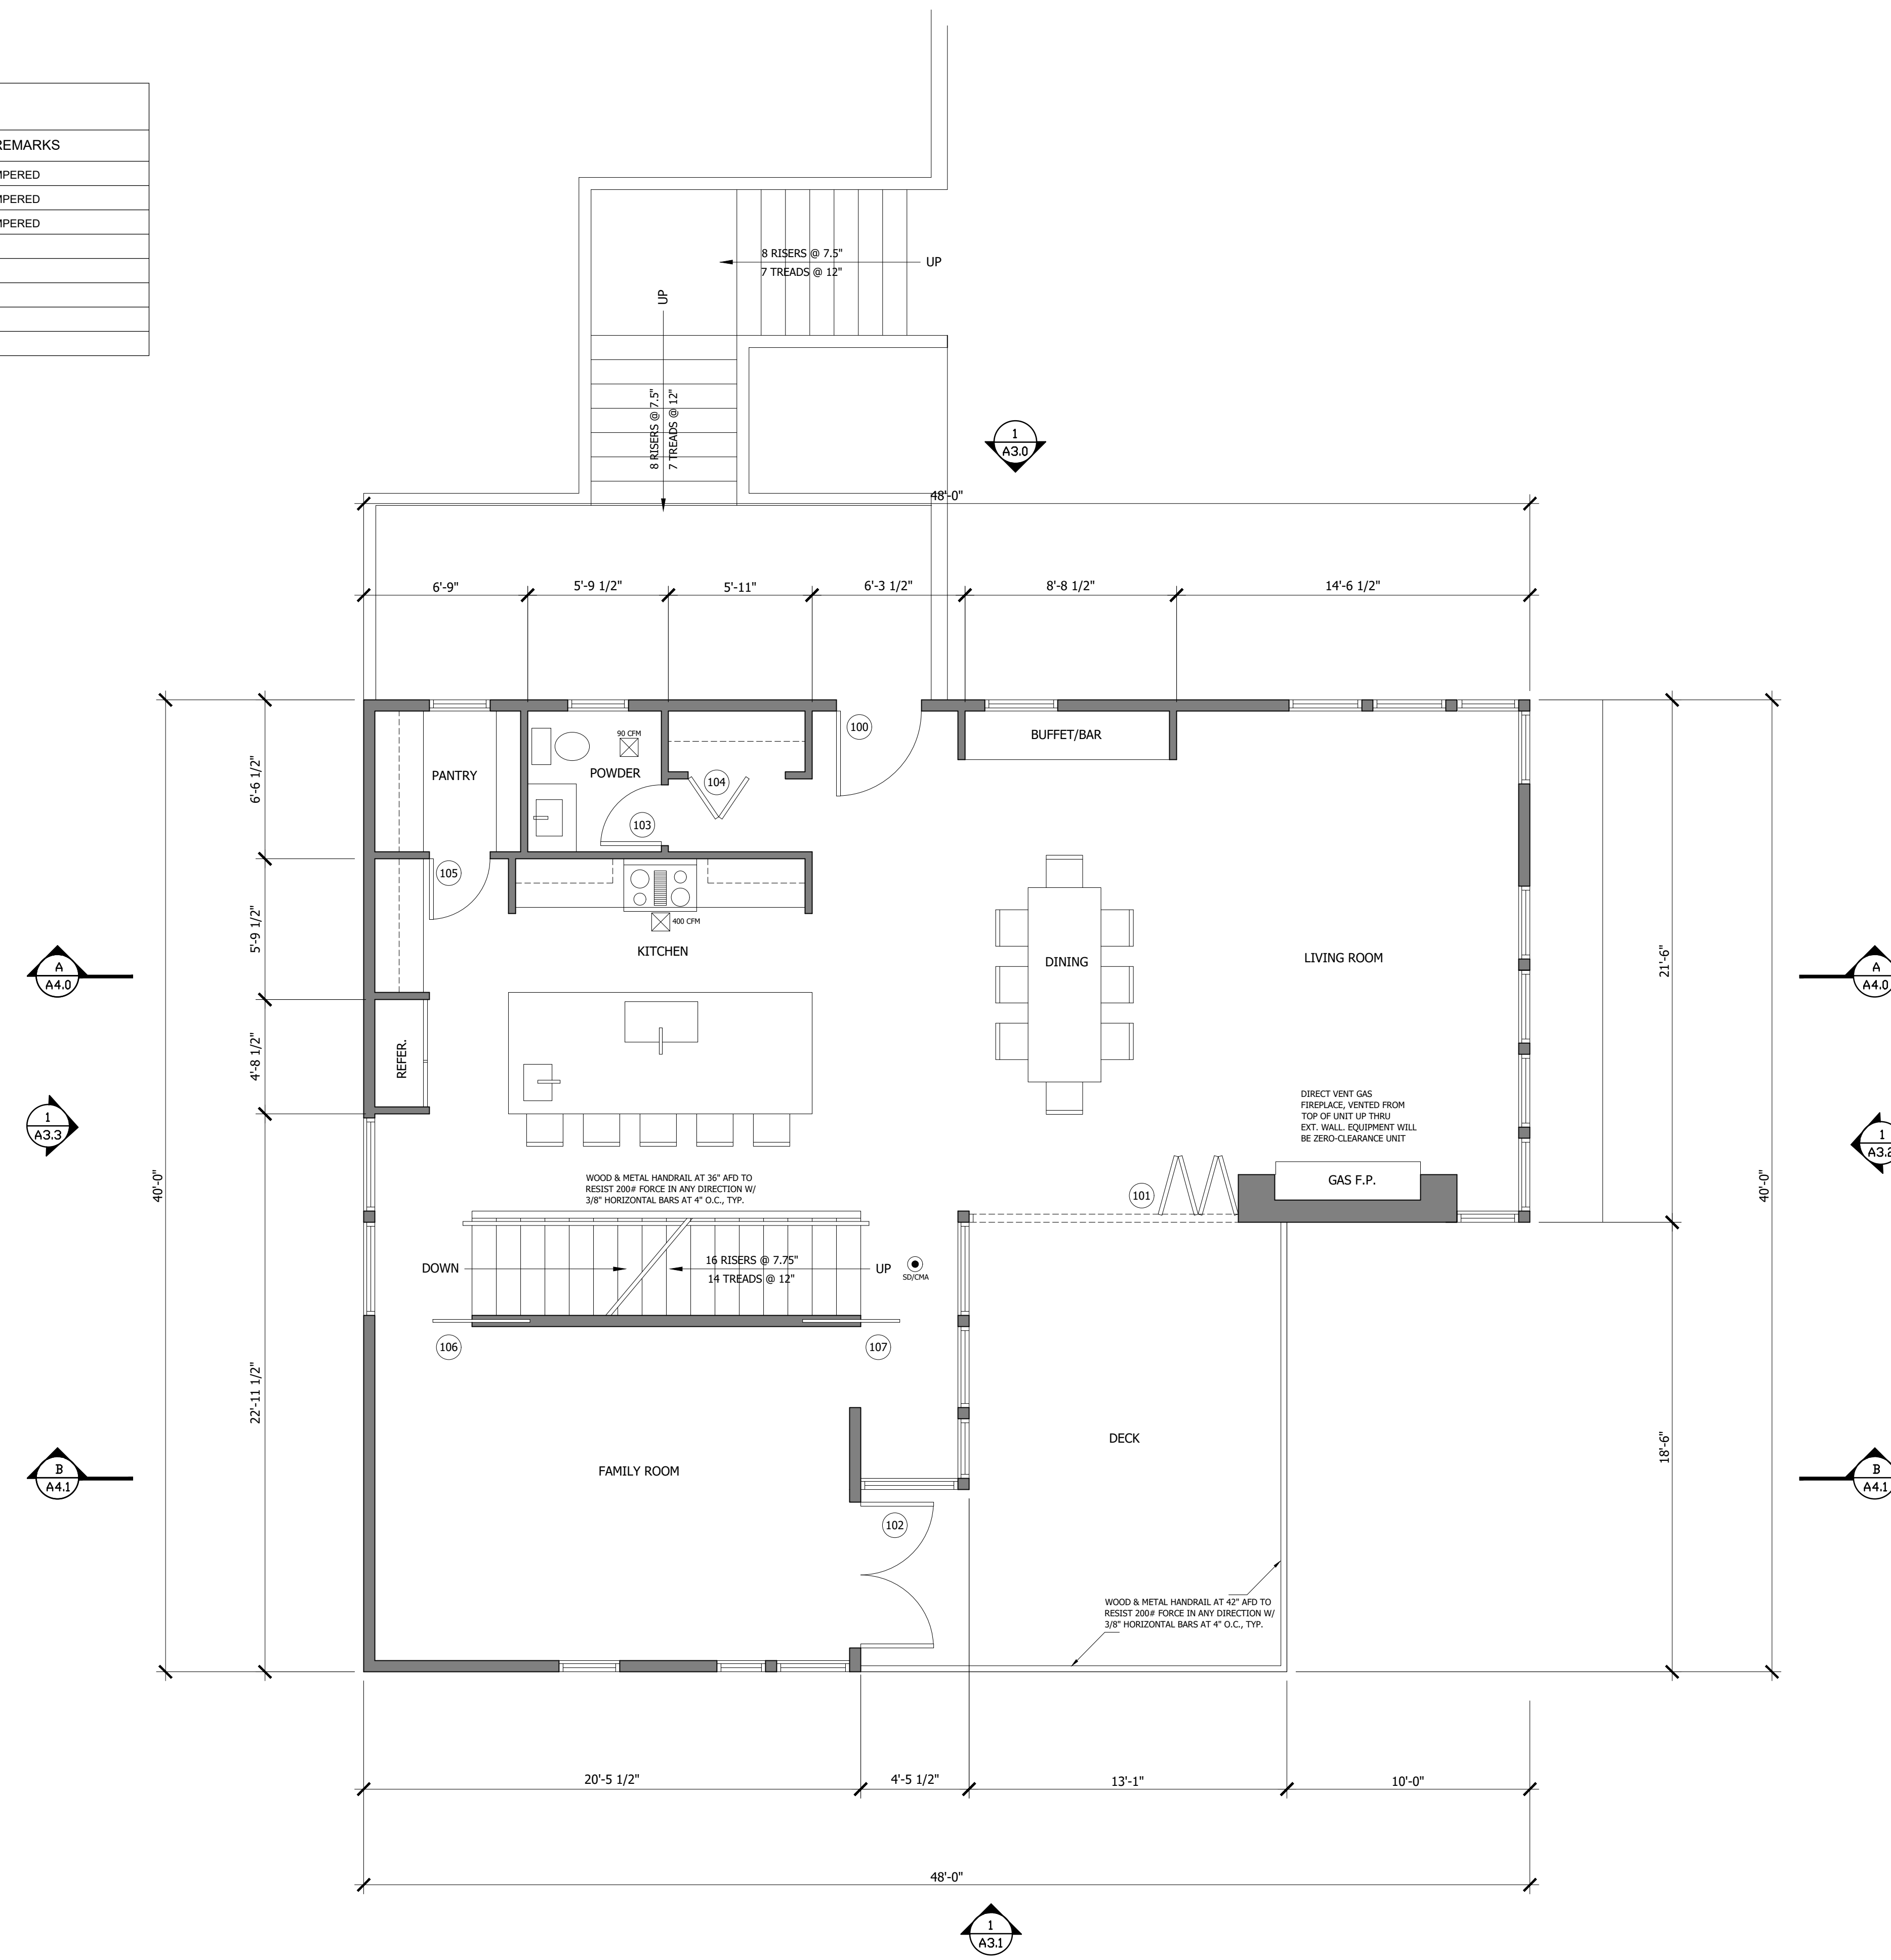 REMARKS
MPERED
MPERED
MPERED
8 RISERS @ 7.5"
7 TREADS @ 12"
UP
UP
8 RISERS @ 7.5"
7 TREADS @ 12"
1
A3.0
48'-0"
6'-9"
5'-9 1/2"
5'-11"
6'-3 1/2"
8'-8 1/2"
14'-6 1/2"
6'-6 1/2"
5'-9 1/2"
4'-8 1/2"
22'-11 1/2"
40'-0"
PANTRY
90 CFM
POWDER
103
104
100
BUFFET/BAR
105
400 CFM
KITCHEN
DINING
LIVING ROOM
REFER.
A
A4.0
A
A4.0
1
A3.3
1
A3.2
21'-6"
18'-6"
40'-0"
DIRECT VENT GAS
FIREPLACE, VENTED FROM
TOP OF UNIT UP THRU
EXT. WALL. EQUIPMENT WILL
BE ZERO-CLEARANCE UNIT
GAS F.P.
101
WOOD & METAL HANDRAIL AT 36" AFD TO
RESIST 200# FORCE IN ANY DIRECTION W/
3/8" HORIZONTAL BARS AT 4" O.C., TYP.
DOWN
16 RISERS @ 7.75"
14 TREADS @ 12"
UP
SD/CMA
106
107
FAMILY ROOM
DECK
B
A4.1
B
A4.1
102
WOOD & METAL HANDRAIL AT 42" AFD TO
RESIST 200# FORCE IN ANY DIRECTION W/
3/8" HORIZONTAL BARS AT 4" O.C., TYP.
20'-5 1/2"
4'-5 1/2"
13'-1"
10'-0"
48'-0"
1
A3.1